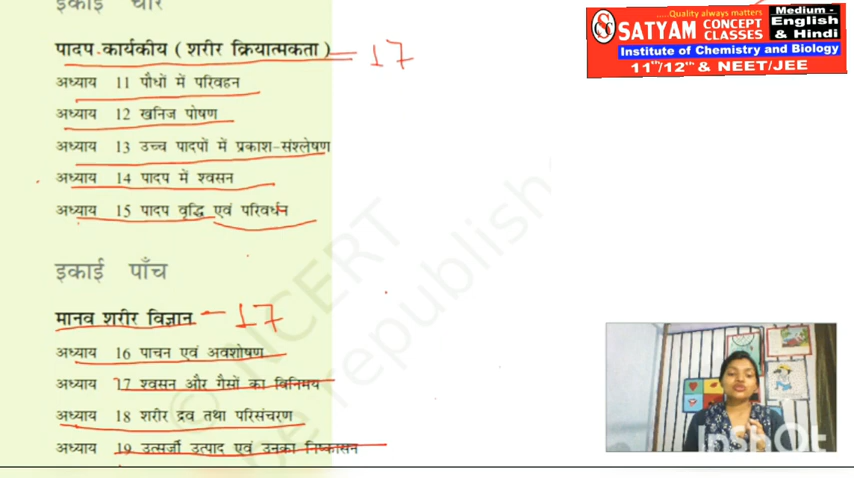 इकाई चार
..... Quality always matters
SATYAM CONCEPT CLASSES
Medium -
English
& Hindi
Institute of Chemistry and Biology
11th/12th & NEET/JEE
पादप कार्यकीय ( शरीर क्रियात्मकता ) – 17
अध्याय 11 पौधों में परिवहन
अध्याय 12 खनिज पोषण
अध्याय 13 उच्च पादपों में प्रकाश-संश्लेषण
अध्याय 14 पादप में श्वसन
अध्याय 15 पादप वृद्धि एवं परिवर्धन
इकाई पाँच
मानव शरीर विज्ञान – 17
अध्याय 16 पाचन एवं अवशोषण
अध्याय 17 श्वसन और गैसों का विनिमय
अध्याय 18 शरीर द्रव तथा परिसंचरण
अध्याय 19 उत्सर्जी उत्पाद एवं उनका निष्कासन
© NCERT
be republish
InShOt